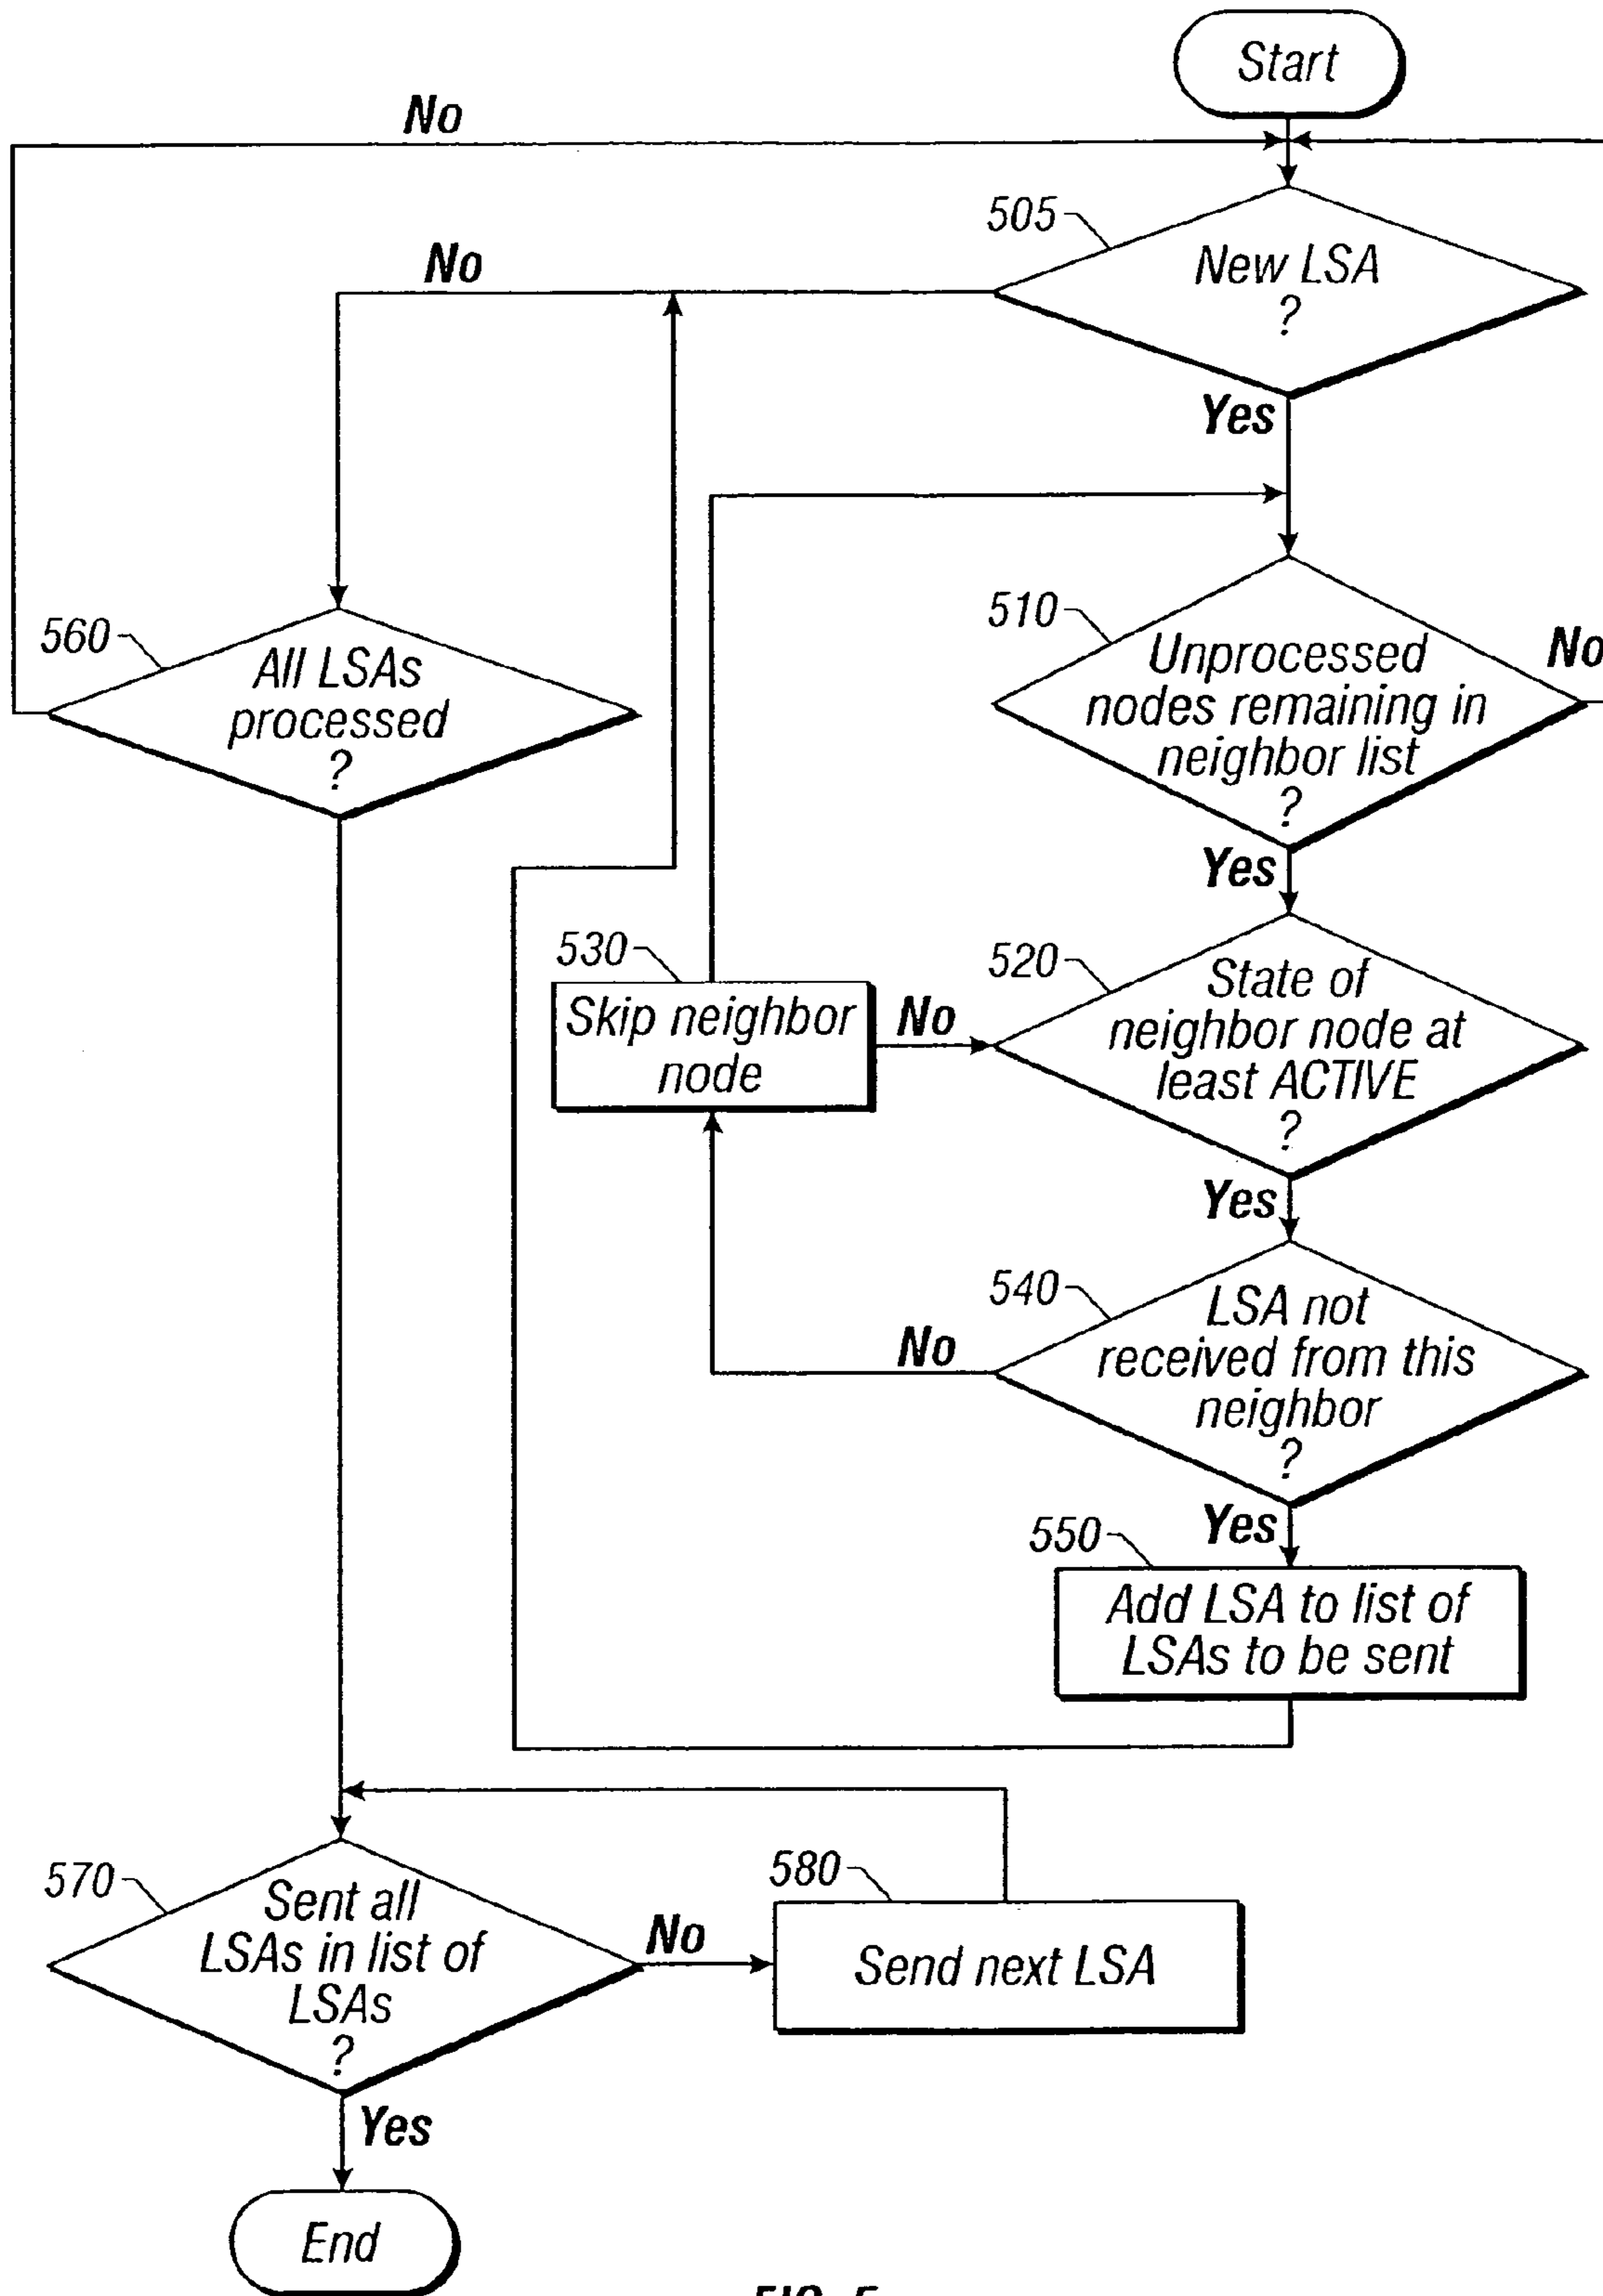 Start
No
505
New LSA
?
No
Yes
510
Unprocessed
nodes remaining in
neighbor list
?
No
Yes
560
All LSAs
processed
?
530
Skip neighbor
node
No
520
State of
neighbor node at
least ACTIVE
?
Yes
540
LSA not
received from this
neighbor
?
No
Yes
550
Add LSA to list of
LSAs to be sent
570
Sent all
LSAs in list of
LSAs
?
No
580
Send next LSA
Yes
End